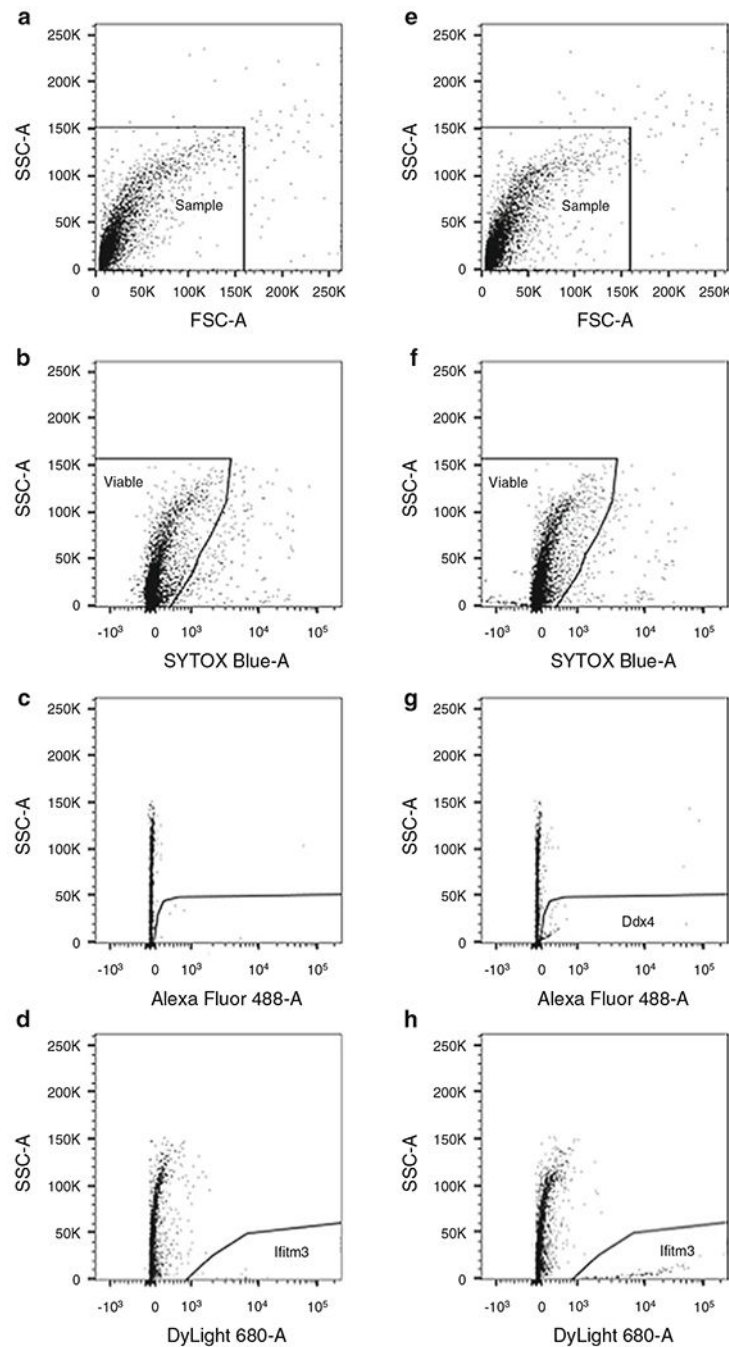 a
250K
200K
150K
100K
50K
0
SSC-A
Sample
0 50K 100K 150K 200K 250K
FSC-A
e
250K
200K
150K
100K
50K
0
SSC-A
Sample
0 50K 100K 150K 200K 250K
FSC-A
b
250K
200K
150K
100K
50K
0
SSC-A
Viable
-10³ 0 10³ 10⁴ 10⁵
SYTOX Blue-A
f
250K
200K
150K
100K
50K
0
SSC-A
Viable
-10³ 0 10³ 10⁴ 10⁵
SYTOX Blue-A
c
250K
200K
150K
100K
50K
0
SSC-A
-10³ 0 10³ 10⁴ 10⁵
Alexa Fluor 488-A
g
250K
200K
150K
100K
50K
0
SSC-A
Ddx4
-10³ 0 10³ 10⁴ 10⁵
Alexa Fluor 488-A
d
250K
200K
150K
100K
50K
0
SSC-A
Ifitm3
-10³ 0 10³ 10⁴ 10⁵
DyLight 680-A
h
250K
200K
150K
100K
50K
0
SSC-A
Ifitm3
-10³ 0 10³ 10⁴ 10⁵
DyLight 680-A